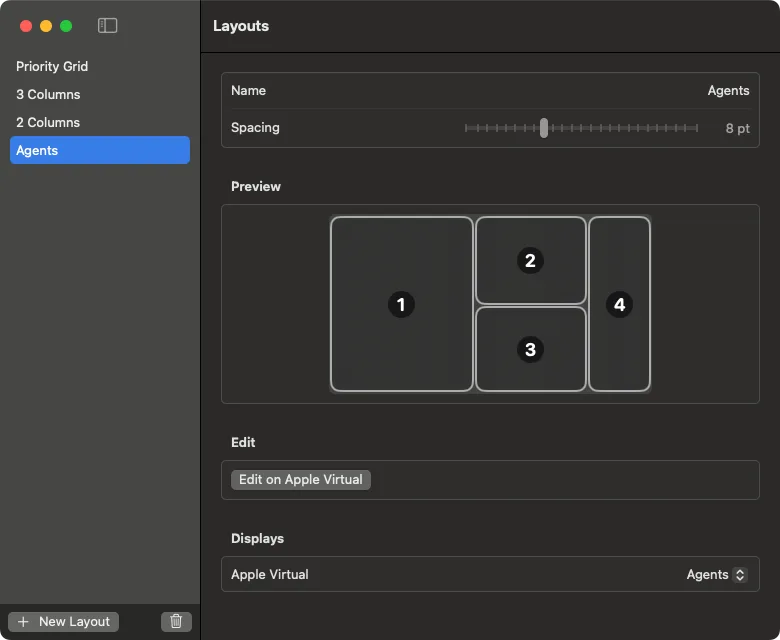 Layouts
Priority Grid
3 Columns
2 Columns
Agents
Name Agents
Spacing 8 pt
Preview
1
2
3
4
Edit
Edit on Apple Virtual
Displays
Apple Virtual Agents
+ New Layout